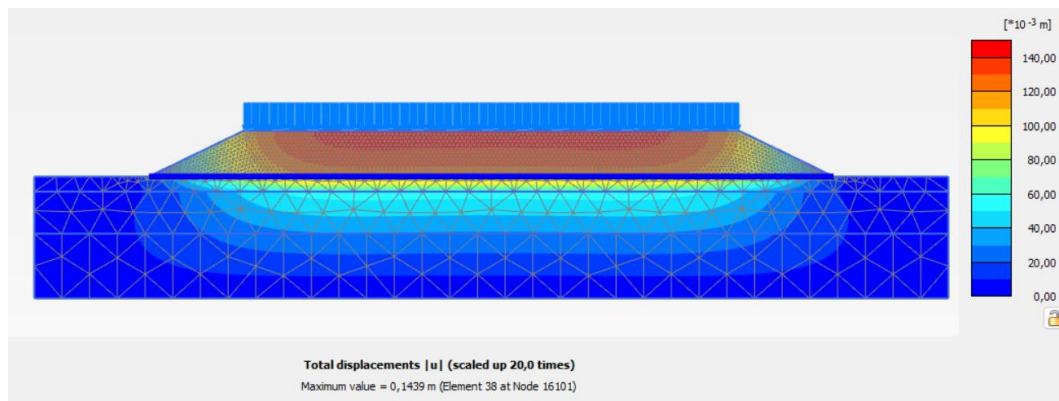 [*10 -3 m]
140,00
120,00
100,00
80,00
60,00
40,00
20,00
0,00
Total displacements |u| (scaled up 20,0 times)
Maximum value = 0,1439 m (Element 38 at Node 16101)